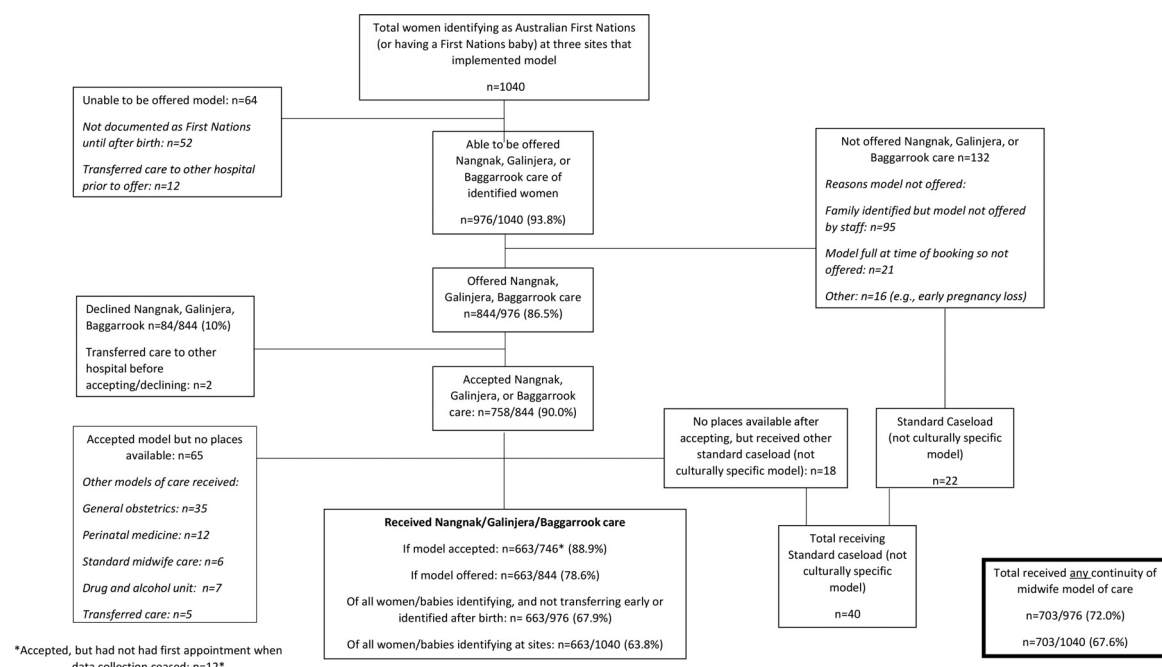 Total women identifying as Australian First Nations
(or having a First Nations baby) at three sites that
implemented model
n=1040
Unable to be offered model: n=64
Not documented as First Nations
until after birth: n=52
Transferred care to other hospital
prior to offer: n=12
Able to be offered
Nangnak, Galinjera, or
Baggarrook care of
identified women
n=976/1040 (93.8%)
Not offered Nangnak, Galinjera, or
Baggarrook care n=132
Reasons model not offered:
Family identified but model not offered
by staff: n=95
Model full at time of booking so not
offered: n=21
Other: n=16 (e.g., early pregnancy loss)
Offered Nangnak,
Galinjera, Baggarrook care
n=844/976 (86.5%)
Declined Nangnak, Galinjera,
Baggarrook n=84/844 (10%)
Transferred care to other
hospital before
accepting/declining: n=2
Accepted Nangnak,
Galinjera, or Baggarrook
care: n=758/844 (90.0%)
No places available after
accepting, but received other
standard caseload (not
culturally specific model): n=18
Standard Caseload
(not culturally specific
model)
n=22
Accepted model but no places
available: n=65
Other models of care received:
General obstetrics: n=35
Perinatal medicine: n=12
Standard midwife care: n=6
Drug and alcohol unit: n=7
Transferred care: n=5
Received Nangnak/Galinjera/Baggarrook care
If model accepted: n=663/746* (88.9%)
If model offered: n=663/844 (78.6%)
Of all women/babies identifying, and not transferring early or
identified after birth: n= 663/976 (67.9%)
Of all women/babies identifying at sites: n=663/1040 (63.8%)
Total receiving
Standard caseload (not
culturally specific
model)
n=40
Total received any continuity of
midwife model of care
n=703/976 (72.0%)
n=703/1040 (67.6%)
*Accepted, but had not had first appointment when
data collection ceased: n=12*